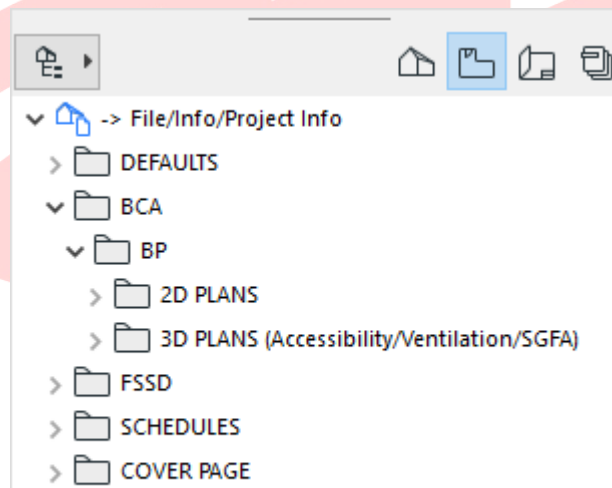 -> File/Info/Project Info
DEFAULTS
BCA
BP
2D PLANS
3D PLANS (Accessibility/Ventilation/SGFA)
FSSD
SCHEDULES
COVER PAGE